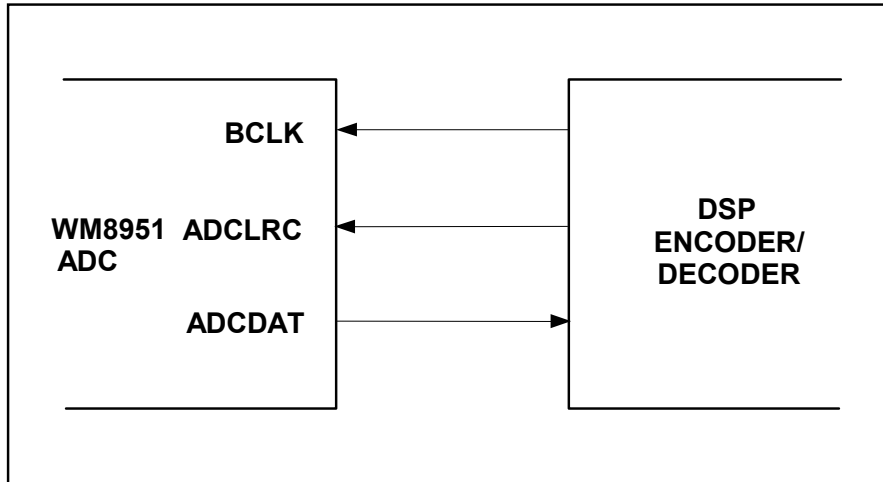 BCLK
WM8951 ADCLRC
ADC
ADCDAT
DSP
ENCODER/
DECODER